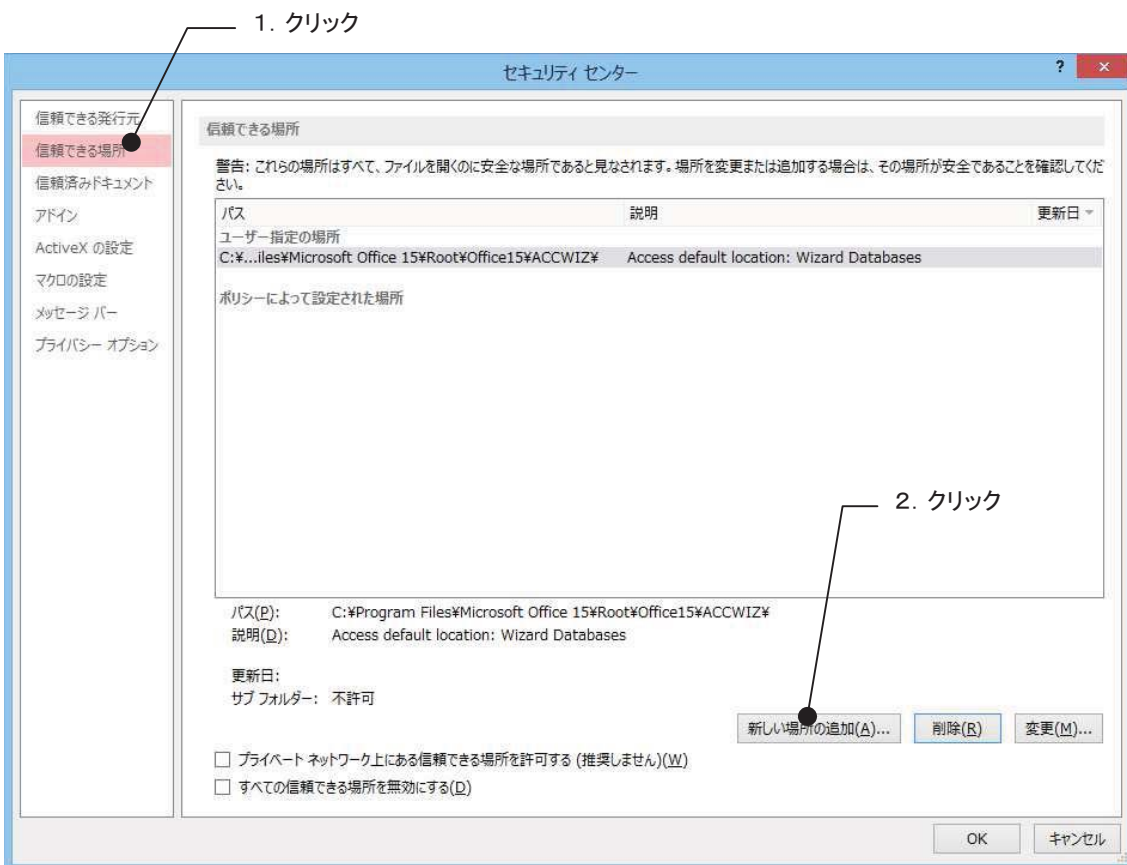 1．クリック
セキュリティ センター
? ×
信頼できる発行元
信頼できる場所
信頼済みドキュメント
アドイン
ActiveX の設定
マクロの設定
メッセージ バー
プライバシー オプション
信頼できる場所
警告: これらの場所はすべて、ファイルを開くのに安全な場所であると見なされます。場所を変更または追加する場合は、その場所が安全であることを確認してくだ
さい。
パス 説明 更新日
ユーザー指定の場所
C:¥...iles¥Microsoft Office 15¥Root¥Office15¥ACCWIZ¥ Access default location: Wizard Databases
ポリシーによって設定された場所
2．クリック
パス(P): C:¥Program Files¥Microsoft Office 15¥Root¥Office15¥ACCWIZ¥
説明(D): Access default location: Wizard Databases
更新日:
サブ フォルダー: 不許可
新しい場所の追加(A)... 削除(R) 変更(M)...
プライベート ネットワーク上にある信頼できる場所を許可する (推奨しません)(W)
すべての信頼できる場所を無効にする(D)
OK キャンセル